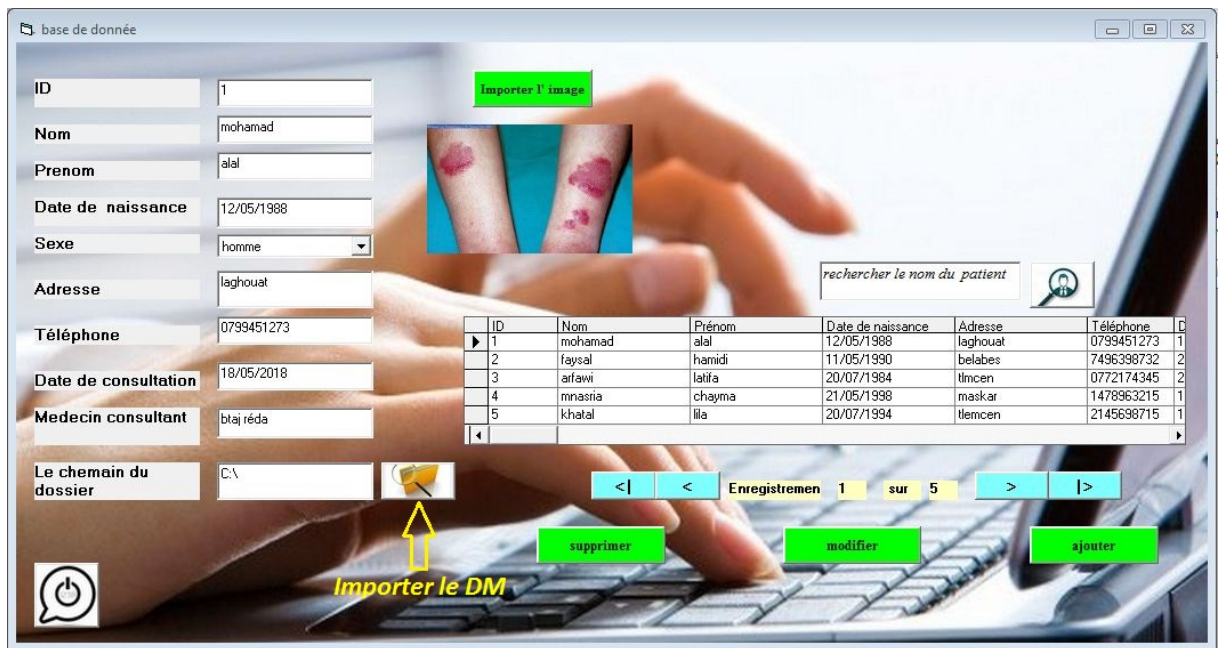 base de donnée
ID 1
Nom mohamad
Prenom alal
Date de naissance 12/05/1988
Sexe homme
Adresse laghouat
Téléphone 0799451273
Date de consultation 18/05/2018
Medecin consultant btaj réda
Le chemain du
dossier C:\
Importer le DM
Importer l' image
rechercher le nom du patient
ID Nom Prénom Date de naissance Adresse Téléphone D
1 mohamad alal 12/05/1988 laghouat 0799451273 1
2 faysal hamidi 11/05/1990 belabes 7496398732 2
3 arfawi latifa 20/07/1984 tlmcen 0772174345 2
4 mnasria chayma 21/05/1998 maskar 1478963215 1
5 khatal lila 20/07/1994 tlemcen 2145698715 1
<| < Enregistremen 1 sur 5 > |>
supprimer modifier ajouter